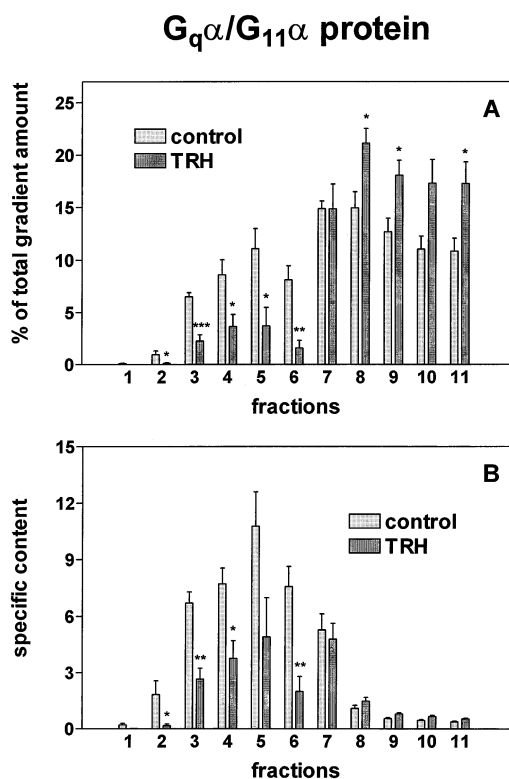 Gqα/G11α protein
A
25
20
15
10
5
0
% of total gradient amount
control
TRH
*
***
*
*
**
*
*
*
1 2 3 4 5 6 7 8 9 10 11
fractions
B
15
12
9
6
3
0
specific content
control
TRH
*
**
*
**
1 2 3 4 5 6 7 8 9 10 11
fractions